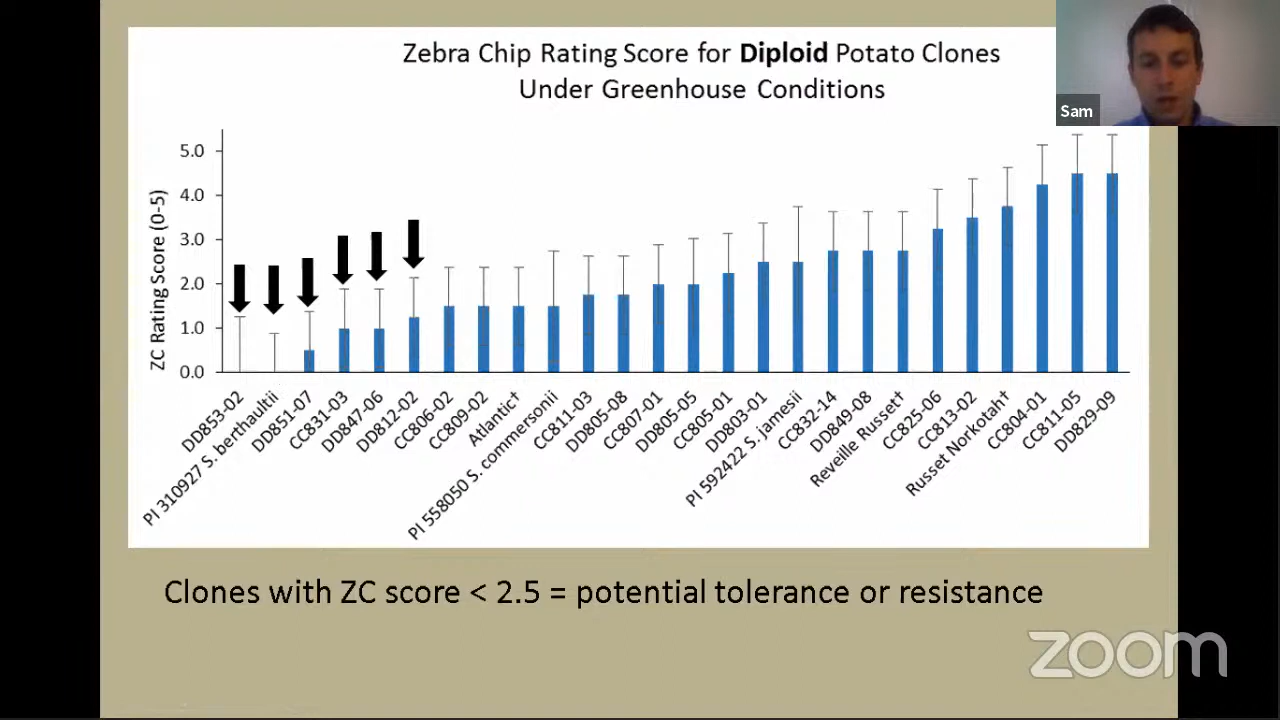 Zebra Chip Rating Score for Diploid Potato Clones
Under Greenhouse Conditions
Sam
ZC Rating Score (0-5)
5.0
4.0
3.0
2.0
1.0
0.0
DD853-02
PI 310927 S. berthaultii
DD851-07
CC831-03
DD847-06
DD812-02
CC806-02
CC809-02
Atlantic†
PI 558050 S. commersonii
CC811-03
DD805-08
CC807-01
DD805-05
CC805-01
DD803-01
PI 592422 S. jamesii
CC832-14
DD849-08
Reveille Russet†
CC825-06
CC813-02
Russet Norkotah†
CC804-01
CC811-05
DD829-09
Clones with ZC score < 2.5 = potential tolerance or resistance
zoom